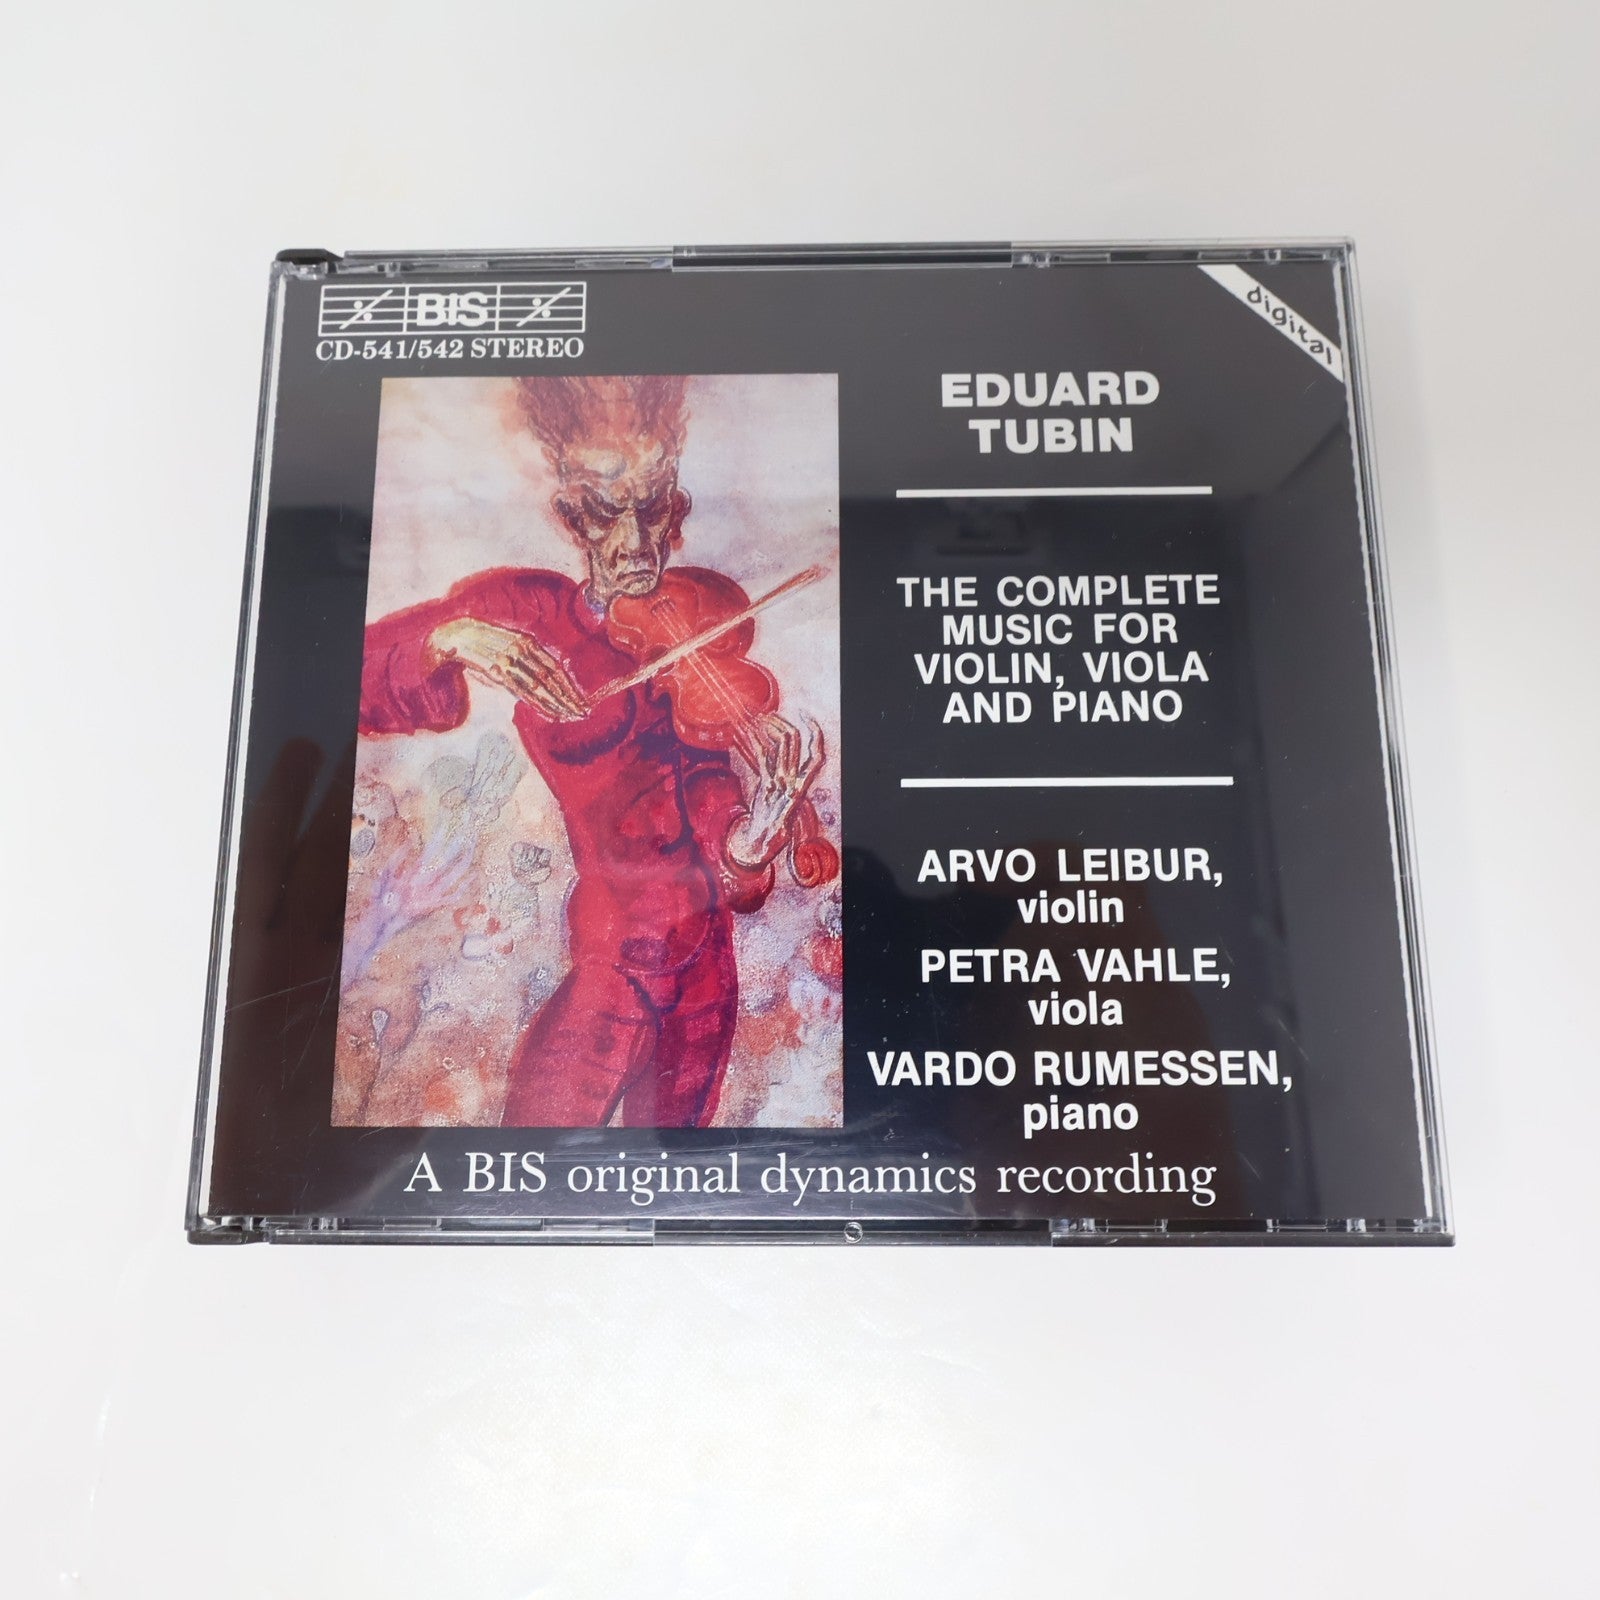 BIS
CD-541/542 STEREO
digital
EDUARD
TUBIN
THE COMPLETE
MUSIC FOR
VIOLIN, VIOLA
AND PIANO
ARVO LEIBUR,
violin
PETRA VAHLE,
viola
VARDO RUMESSEN,
piano
A BIS original dynamics recording